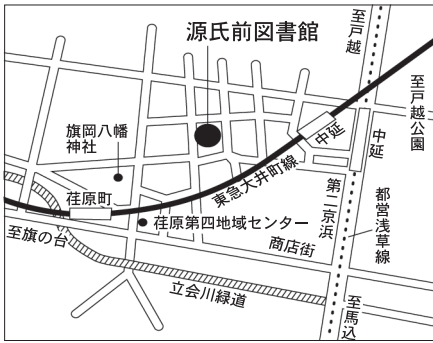 源氏前図書館
至戸越
至戸越公園
旗岡八幡
神社
中延
中延
東急大井町線
荏原町
第二京浜
都営浅草線
荏原第四地域センター
至旗の台
商店街
立会川緑道
至馬込